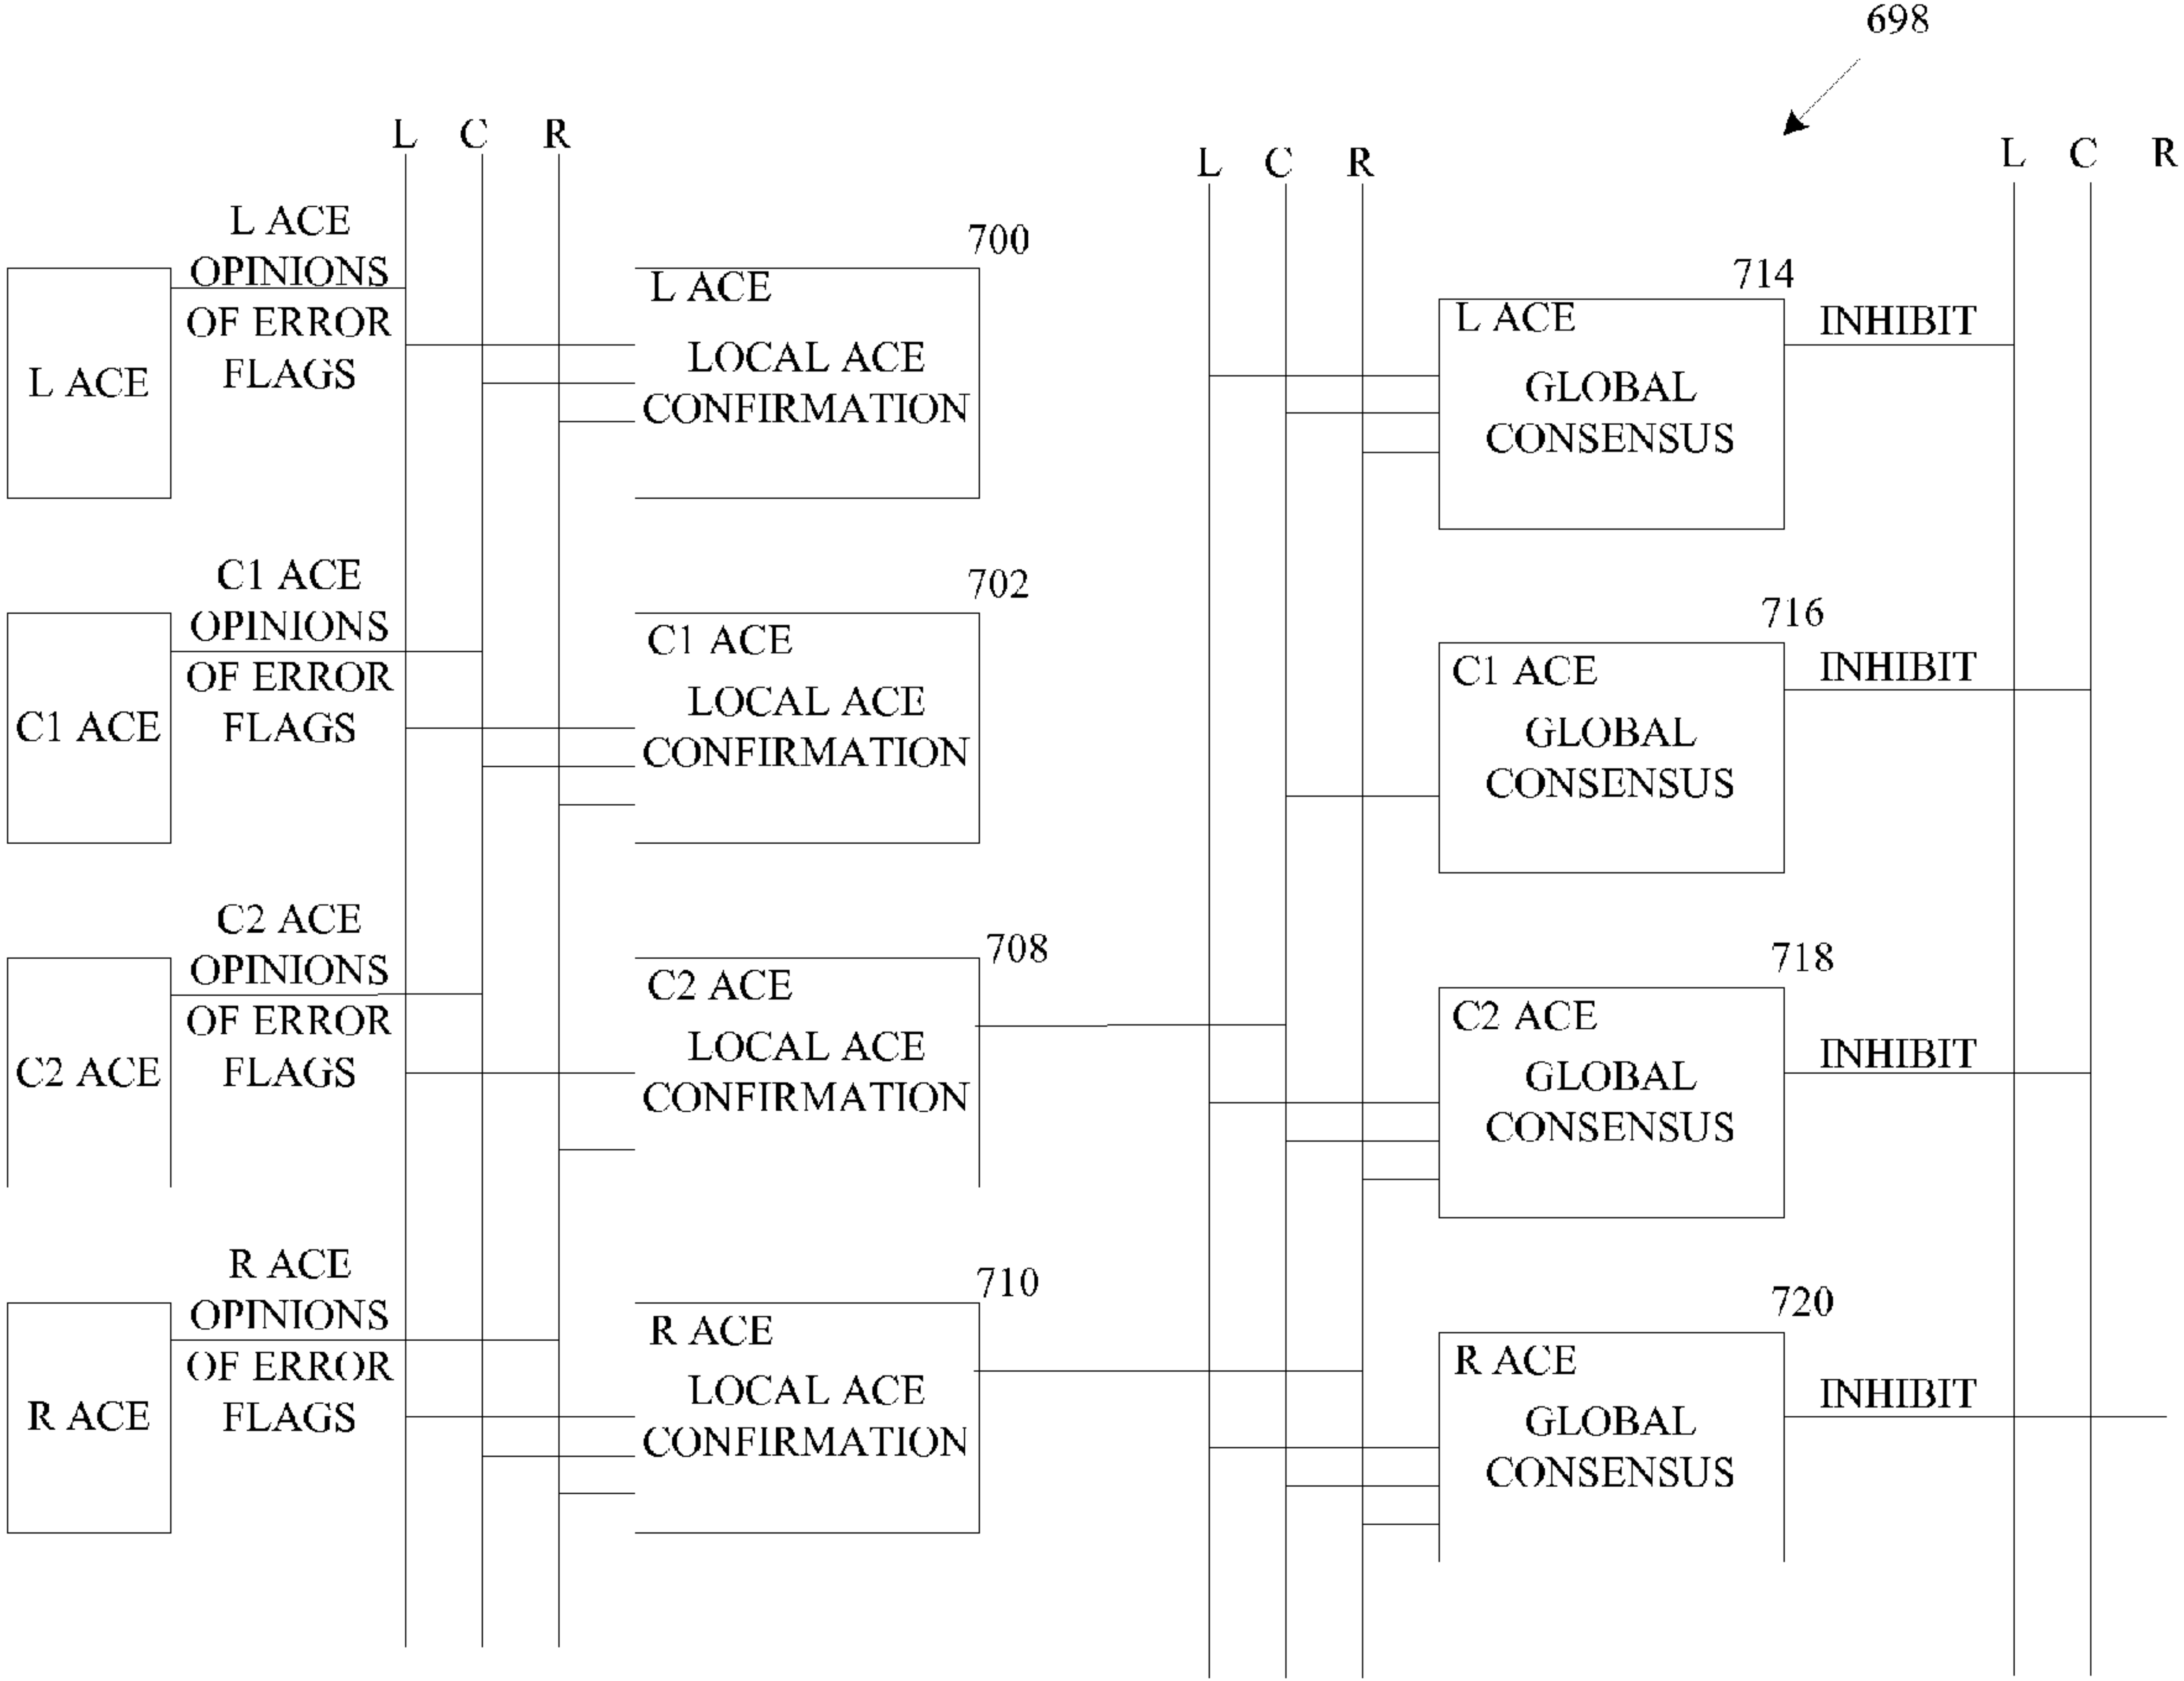 698
L C R
L C R
L C R
L ACE
OPINIONS
OF ERROR
FLAGS
L ACE
700
L ACE
LOCAL ACE
CONFIRMATION
714
L ACE
GLOBAL
CONSENSUS
INHIBIT
C1 ACE
OPINIONS
OF ERROR
FLAGS
C1 ACE
702
C1 ACE
LOCAL ACE
CONFIRMATION
716
C1 ACE
GLOBAL
CONSENSUS
INHIBIT
C2 ACE
OPINIONS
OF ERROR
FLAGS
C2 ACE
708
C2 ACE
LOCAL ACE
CONFIRMATION
718
C2 ACE
GLOBAL
CONSENSUS
INHIBIT
R ACE
OPINIONS
OF ERROR
FLAGS
R ACE
710
R ACE
LOCAL ACE
CONFIRMATION
720
R ACE
GLOBAL
CONSENSUS
INHIBIT